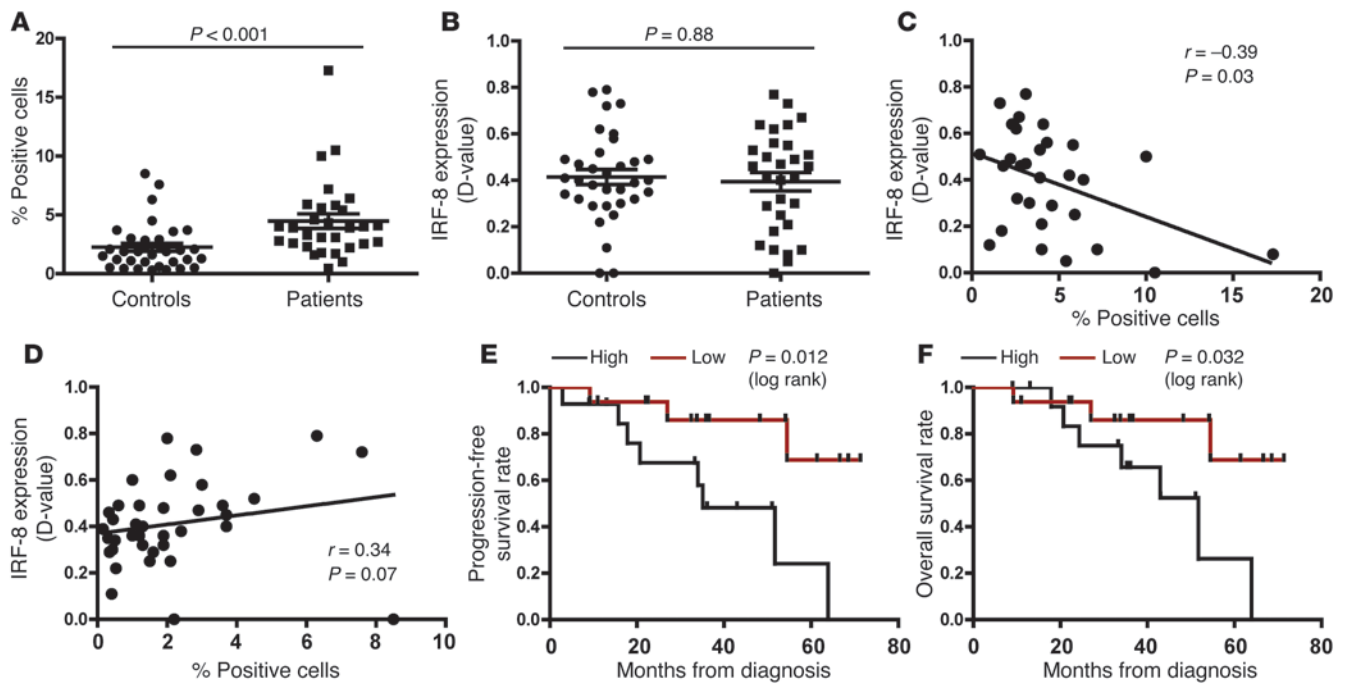 A
P < 0.001
% Positive cells
20
15
10
5
0
Controls
Patients
B
P = 0.88
IRF-8 expression
(D-value)
1.0
0.8
0.6
0.4
0.2
0.0
Controls
Patients
C
r = –0.39
P = 0.03
IRF-8 expression
(D-value)
1.0
0.8
0.6
0.4
0.2
0.0
0
5
10
15
20
% Positive cells
D
IRF-8 expression
(D-value)
1.0
0.8
0.6
0.4
0.2
0.0
r = 0.34
P = 0.07
0
2
4
6
8
10
% Positive cells
E
High
Low
P = 0.012
(log rank)
Progression-free
survival rate
1.0
0.8
0.6
0.4
0.2
0.0
0
20
40
60
80
Months from diagnosis
F
High
Low
P = 0.032
(log rank)
Overall survival rate
1.0
0.8
0.6
0.4
0.2
0.0
0
20
40
60
80
Months from diagnosis